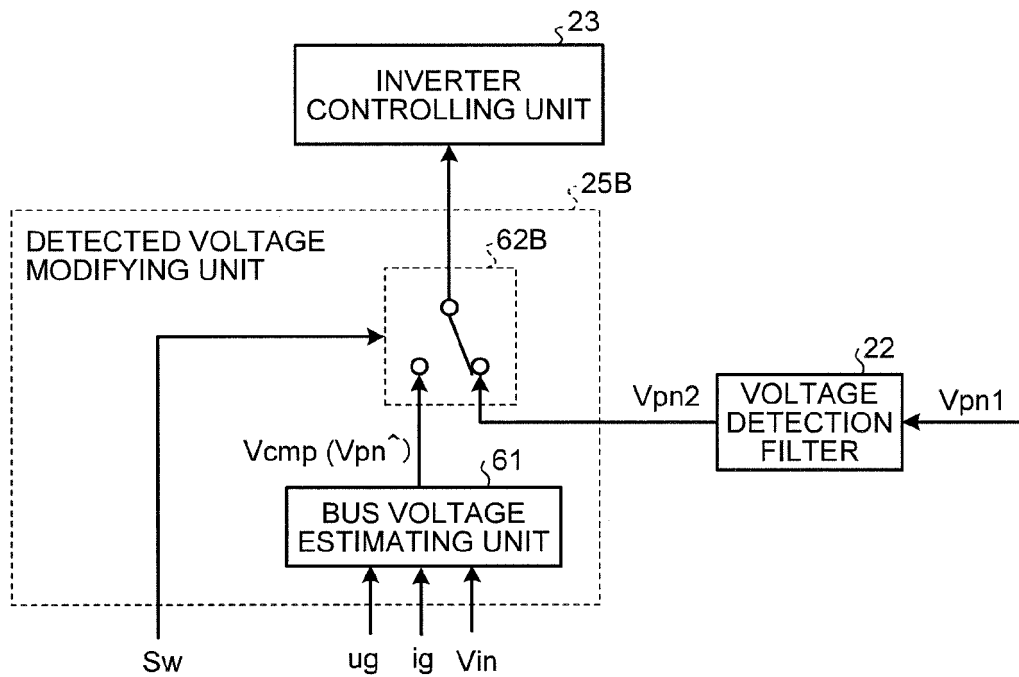 23
INVERTER
CONTROLLING UNIT
25B
DETECTED VOLTAGE
MODIFYING UNIT
62B
22
VOLTAGE
DETECTION
FILTER
Vpn2
Vpn1
Vcmp (Vpn^)
61
BUS VOLTAGE
ESTIMATING UNIT
Sw
ug
ig
Vin